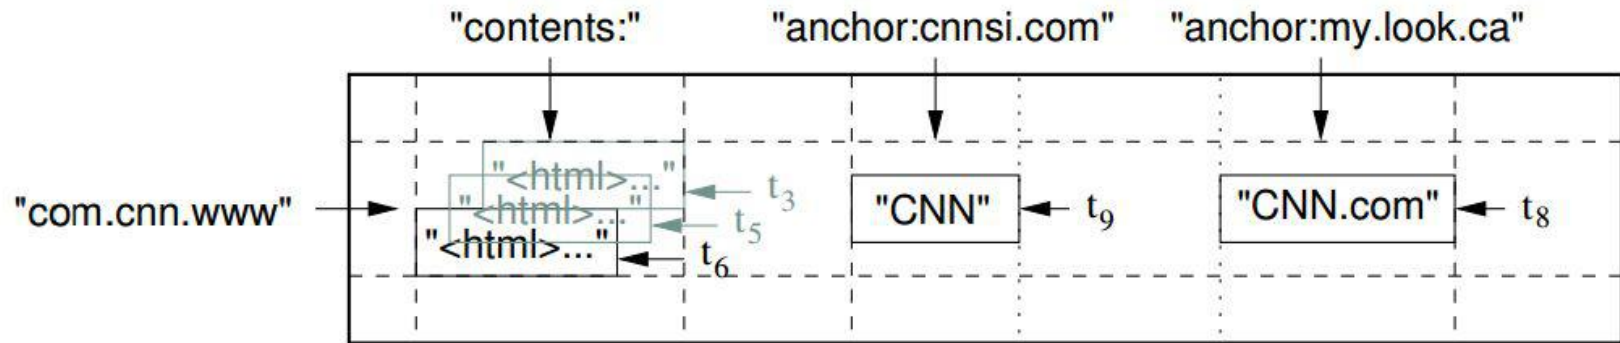 "contents:" "anchor:cnnsi.com" "anchor:my.look.ca"
"<html>..." t3
"com.cnn.www" "<html>..." t5 "CNN" t9 "CNN.com" t8
"<html>..." t6